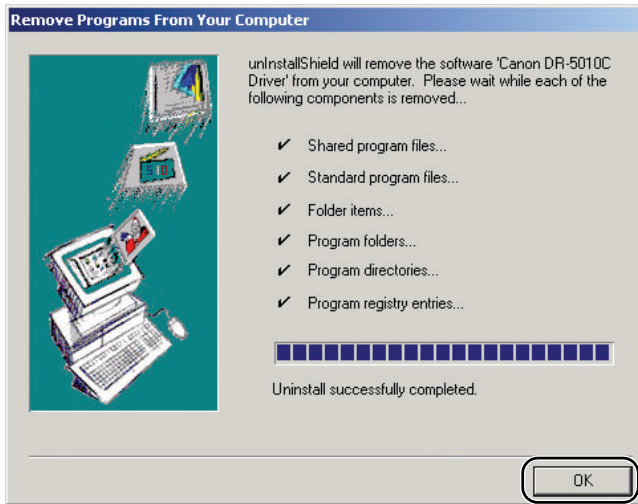 Remove Programs From Your Computer
unInstallShield will remove the software 'Canon DR-5010C
Driver' from your computer.  Please wait while each of the
following components is removed...
✔ Shared program files...
✔ Standard program files...
✔ Folder items...
✔ Program folders...
✔ Program directories...
✔ Program registry entries...
Uninstall successfully completed.
OK